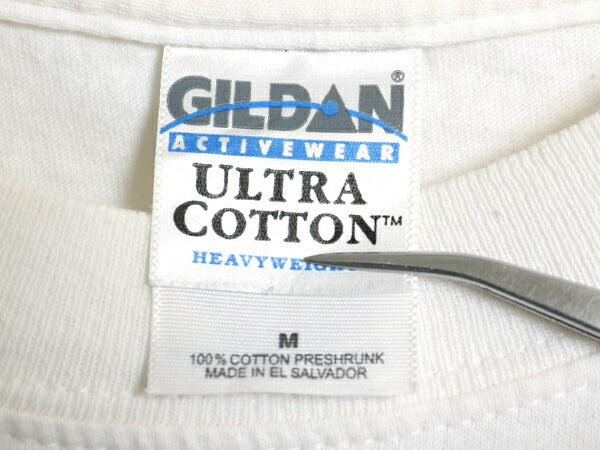 GILDAN®
ACTIVEWEAR
ULTRA
COTTON™
M
100% COTTON PRESHRUNK
MADE IN EL SALVADOR